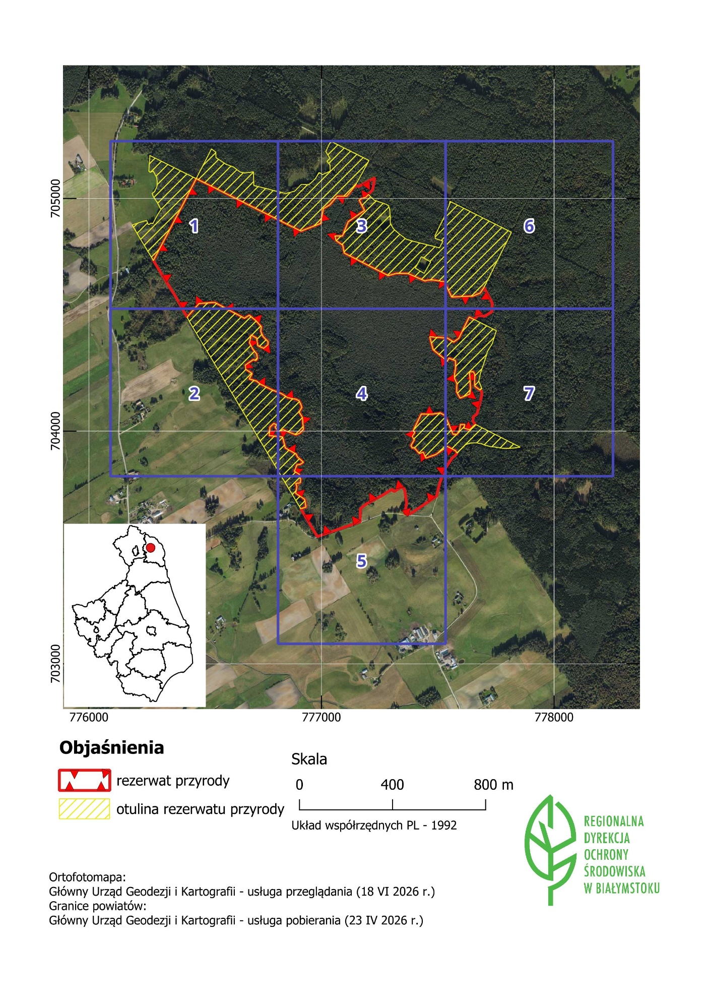 705000
704000
703000
1
3
6
2
4
7
5
776000
777000
778000
Objaśnienia
rezerwat przyrody
otulina rezerwatu przyrody
Skala
0 400 800 m
Układ współrzędnych PL - 1992
REGIONALNA
DYREKCJA
OCHRONY
ŚRODOWISKA
W BIAŁYMSTOKU
Ortofotomapa:
Główny Urząd Geodezji i Kartografii - usługa przeglądania (18 VI 2026 r.)
Granice powiatów:
Główny Urząd Geodezji i Kartografii - usługa pobierania (23 IV 2026 r.)